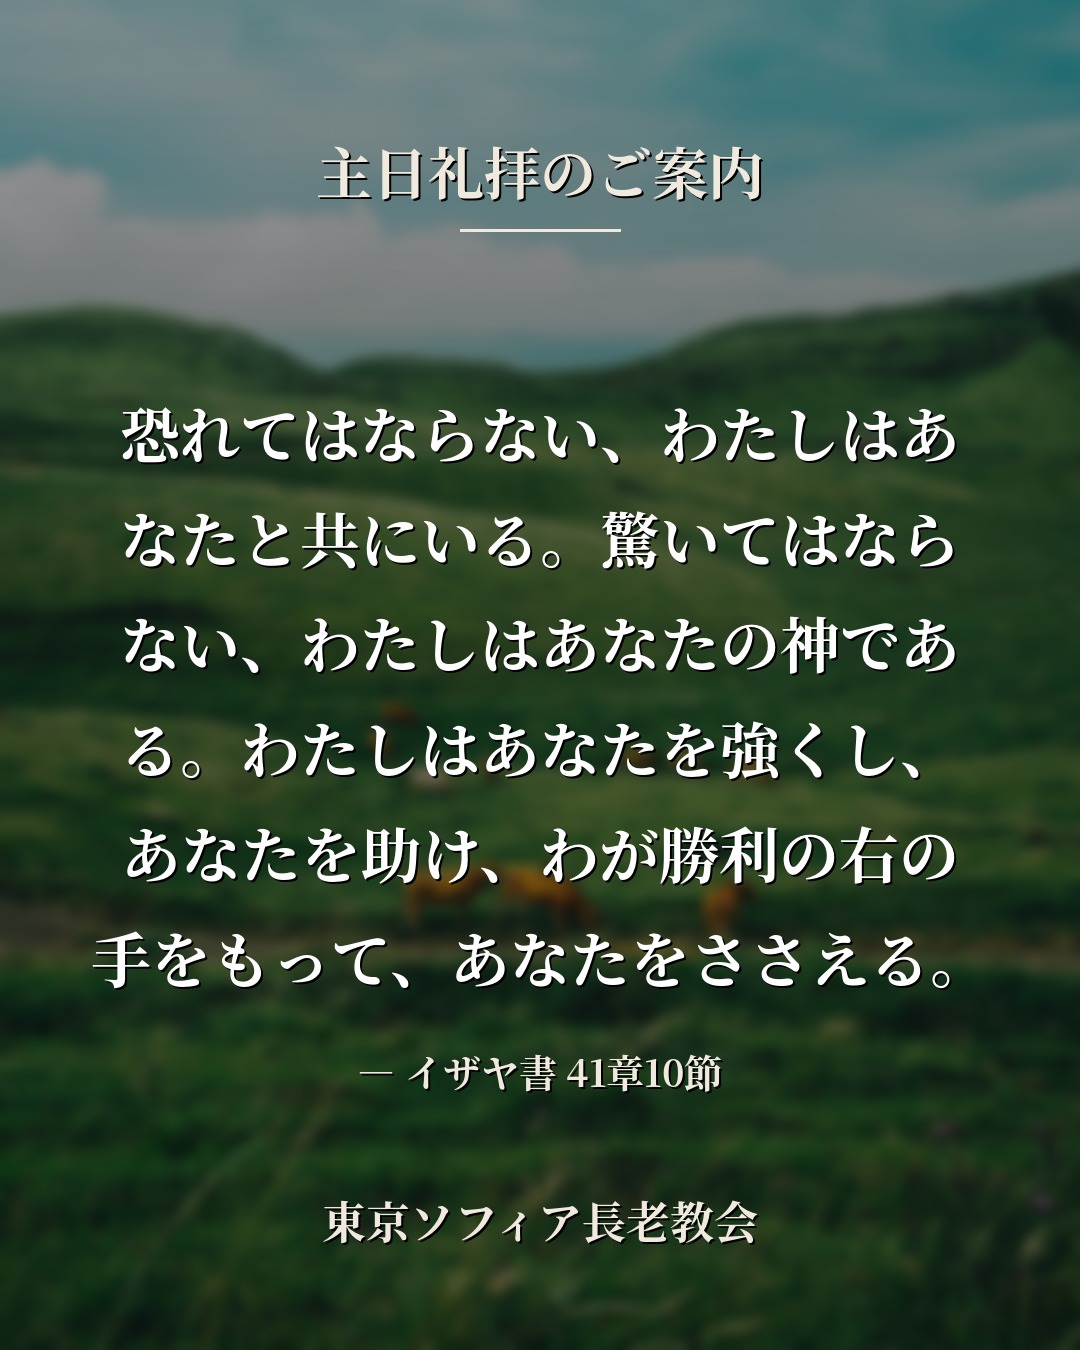 主日礼拝のご案内
恐れてはならない、わたしはあ
なたと共にいる。驚いてはなら
ない、わたしはあなたの神であ
る。わたしはあなたを強くし、
あなたを助け、わが勝利の右の
手をもって、あなたをささえる。
— イザヤ書 41章10節
東京ソフィア長老教会